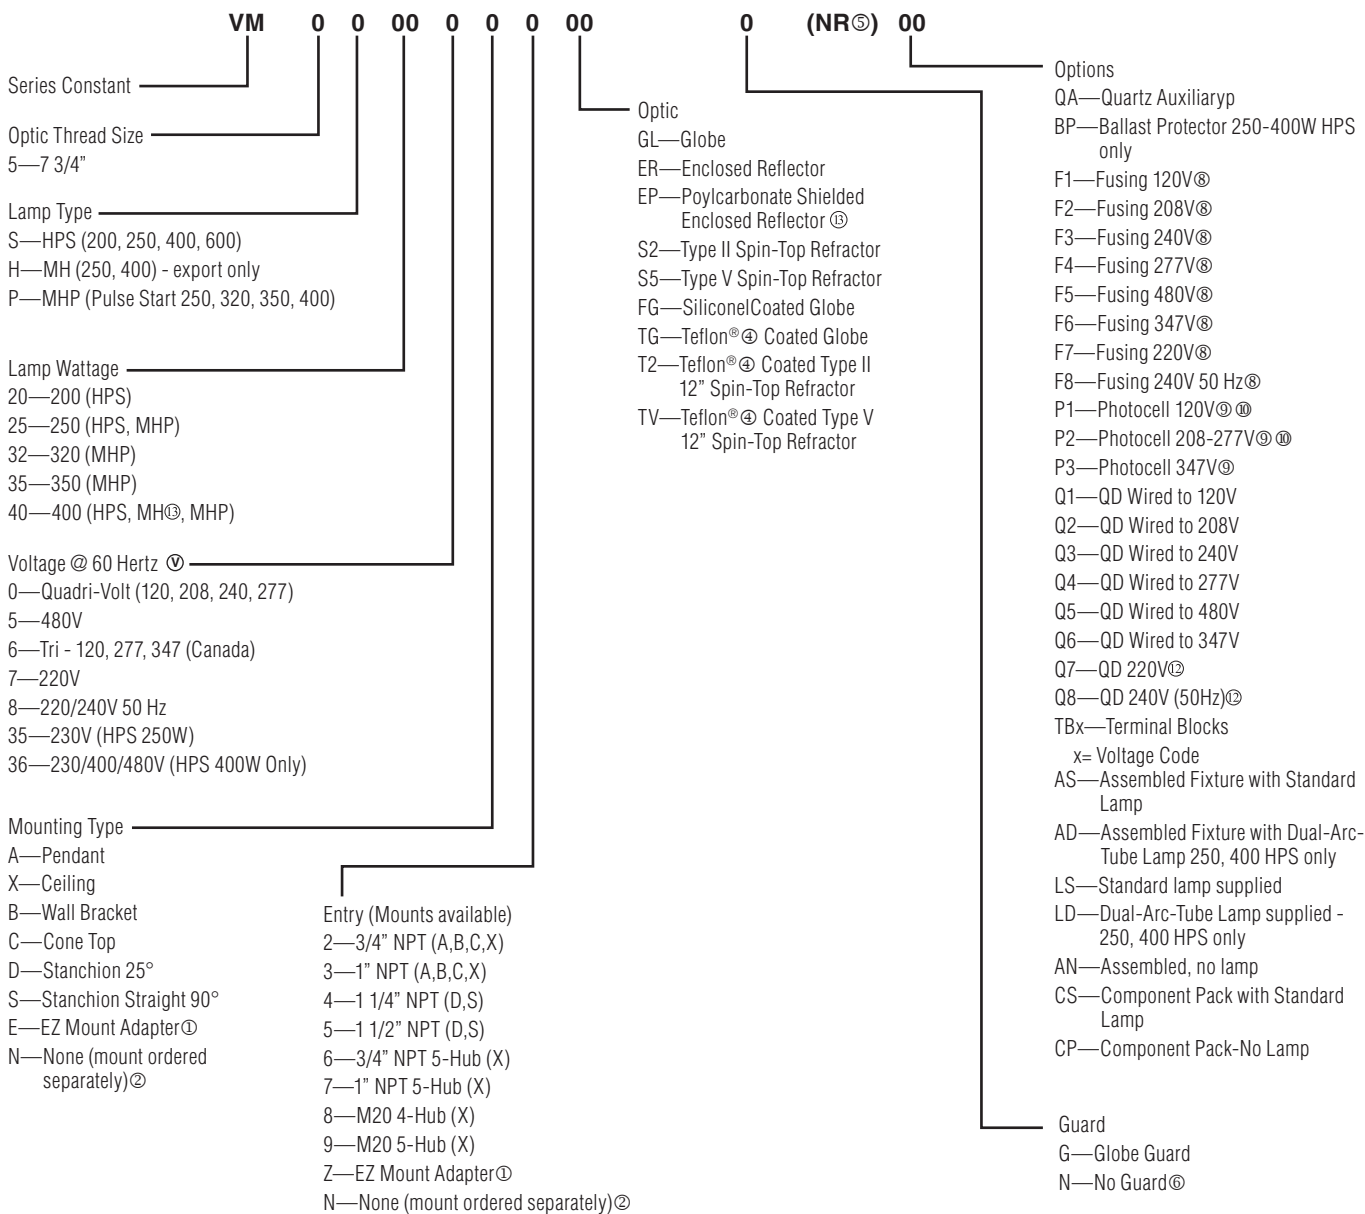 VM 0 0 00 0 0 0 00 0 (NR⑤) 00
Series Constant
Optic Thread Size
5—7 3/4”
Lamp Type
S—HPS (200, 250, 400, 600)
H—MH (250, 400) - export only
P—MHP (Pulse Start 250, 320, 350, 400)
Lamp Wattage
20—200 (HPS)
25—250 (HPS, MHP)
32—320 (MHP)
35—350 (MHP)
40—400 (HPS, MH⑬, MHP)
Voltage @ 60 Hertz Ⓥ
0—Quadri-Volt (120, 208, 240, 277)
5—480V
6—Tri - 120, 277, 347 (Canada)
7—220V
8—220/240V 50 Hz
35—230V (HPS 250W)
36—230/400/480V (HPS 400W Only)
Mounting Type
A—Pendant
X—Ceiling
B—Wall Bracket
C—Cone Top
D—Stanchion 25°
S—Stanchion Straight 90°
E—EZ Mount Adapter①
N—None (mount ordered
separately)②
Entry (Mounts available)
2—3/4” NPT (A,B,C,X)
3—1” NPT (A,B,C,X)
4—1 1/4” NPT (D,S)
5—1 1/2” NPT (D,S)
6—3/4” NPT 5-Hub (X)
7—1” NPT 5-Hub (X)
8—M20 4-Hub (X)
9—M20 5-Hub (X)
Z—EZ Mount Adapter①
N—None (mount ordered separately)②
Optic
GL—Globe
ER—Enclosed Reflector
EP—Poylcarbonate Shielded
Enclosed Reflector ⑬
S2—Type II Spin-Top Refractor
S5—Type V Spin-Top Refractor
FG—SiliconelCoated Globe
TG—Teflon®④ Coated Globe
T2—Teflon®④ Coated Type II
12” Spin-Top Refractor
TV—Teflon®④ Coated Type V
12” Spin-Top Refractor
Options
QA—Quartz Auxiliaryp
BP—Ballast Protector 250-400W HPS
only
F1—Fusing 120V⑧
F2—Fusing 208V⑧
F3—Fusing 240V⑧
F4—Fusing 277V⑧
F5—Fusing 480V⑧
F6—Fusing 347V⑧
F7—Fusing 220V⑧
F8—Fusing 240V 50 Hz⑧
P1—Photocell 120V⑨⑩
P2—Photocell 208-277V⑨⑩
P3—Photocell 347V⑨
Q1—QD Wired to 120V
Q2—QD Wired to 208V
Q3—QD Wired to 240V
Q4—QD Wired to 277V
Q5—QD Wired to 480V
Q6—QD Wired to 347V
Q7—QD 220V⑫
Q8—QD 240V (50Hz)⑫
TBx—Terminal Blocks
x= Voltage Code
AS—Assembled Fixture with Standard
Lamp
AD—Assembled Fixture with Dual-Arc-
Tube Lamp 250, 400 HPS only
LS—Standard lamp supplied
LD—Dual-Arc-Tube Lamp supplied -
250, 400 HPS only
AN—Assembled, no lamp
CS—Component Pack with Standard
Lamp
CP—Component Pack-No Lamp
Guard
G—Globe Guard
N—No Guard⑥